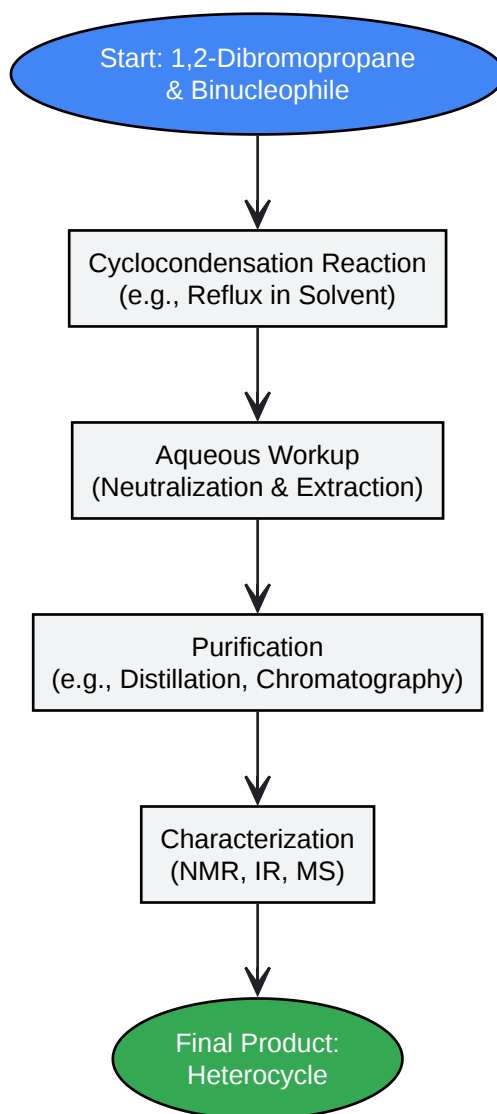 Start: 1,2-Dibromopropane
& Binucleophile
Cyclocondensation Reaction
(e.g., Reflux in Solvent)
Aqueous Workup
(Neutralization & Extraction)
Purification
(e.g., Distillation, Chromatography)
Characterization
(NMR, IR, MS)
Final Product:
Heterocycle